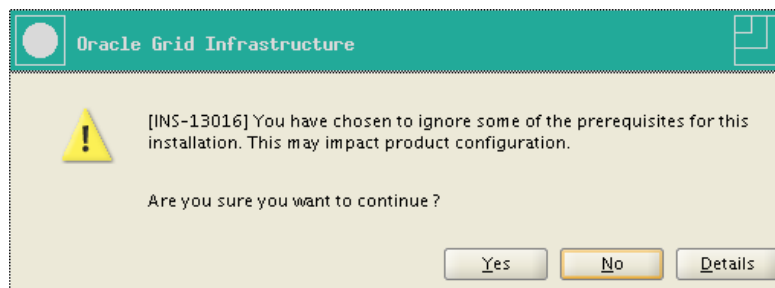 Oracle Grid Infrastructure
[INS-13016] You have chosen to ignore some of the prerequisites for this
installation. This may impact product configuration.
Are you sure you want to continue?
Yes No Details